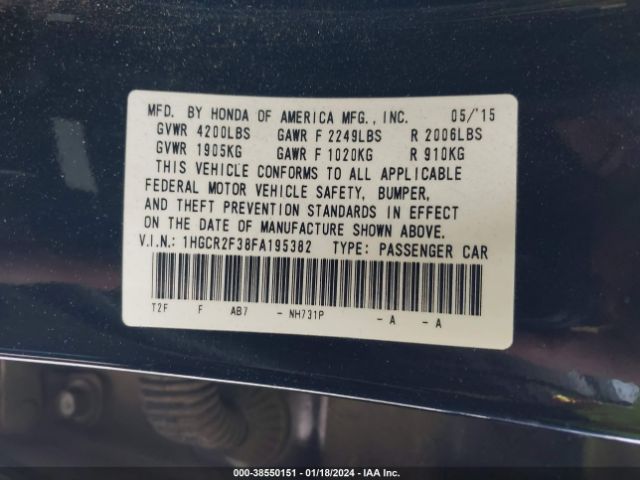 MFD. BY HONDA OF AMERICA MFG., INC. 05/'15
GVWR 4200LBS GAWR F 2249LBS R 2006LBS
GVWR 1905KG GAWR F 1020KG R 910KG
THIS VEHICLE CONFORMS TO ALL APPLICABLE
FEDERAL MOTOR VEHICLE SAFETY, BUMPER,
AND THEFT PREVENTION STANDARDS IN EFFECT
ON THE DATE OF MANUFACTURE SHOWN ABOVE.
V.I.N.: 1HGCR2F38FA195382 TYPE: PASSENGER CAR
T2F F AB7 - NH731P - A - A
000-38550151 - 01/18/2024 - IAA Inc.